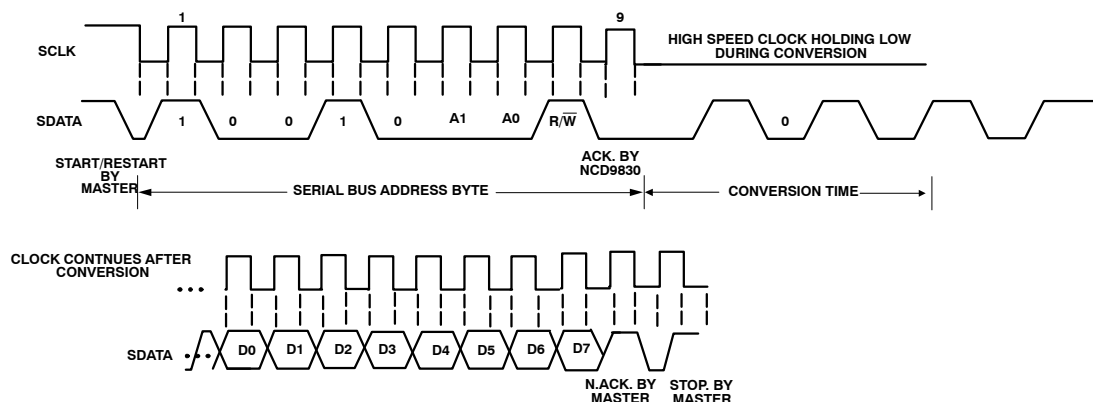 1 9
SCLK
HIGH SPEED CLOCK HOLDING LOW
DURING CONVERSION
SDATA
1 0 0 1 0 A1 A0 R/W̅ 0
START/RESTART
BY
MASTER
ACK. BY
NCD9830
SERIAL BUS ADDRESS BYTE
CONVERSION TIME
CLOCK CONTNUES AFTER
CONVERSION
SDATA
D0 D1 D2 D3 D4 D5 D6 D7
N.ACK. BY
MASTER
STOP. BY
MASTER